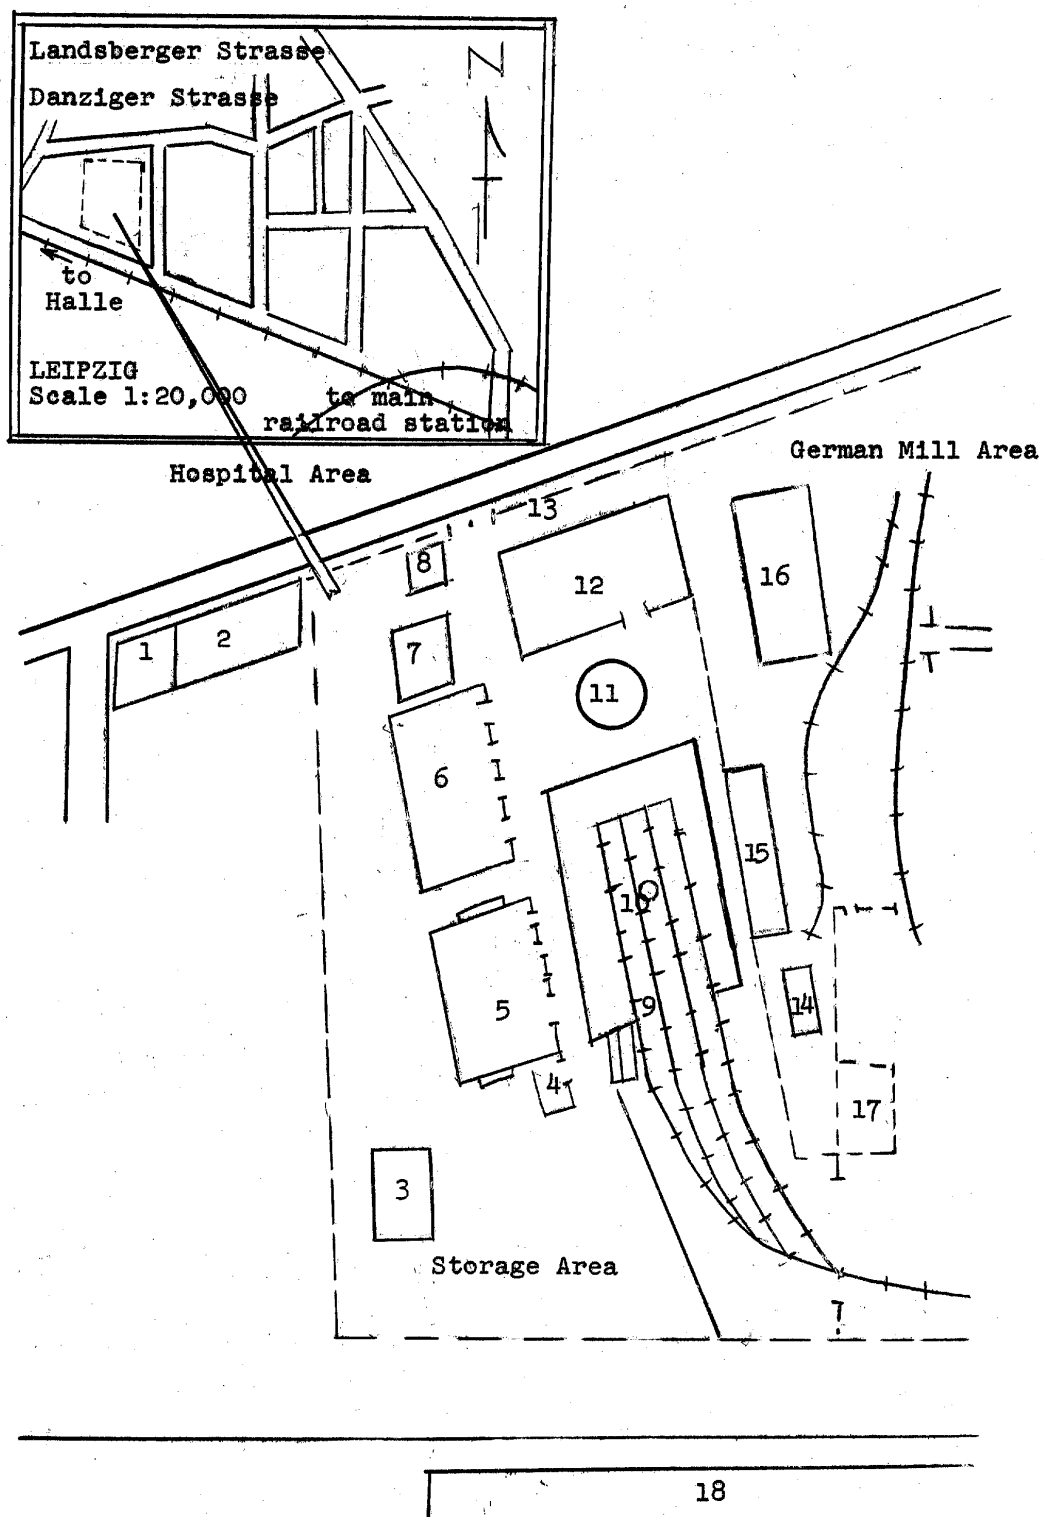 Landsberger Strasse
N
Danziger Strasse
to
Halle
LEIPZIG
Scale 1:20,000
to main
railroad station
Hospital Area
German Mill Area
13
8
12
16
1
2
7
11
6
15
10
9
14
5
4
17
3
Storage Area
18